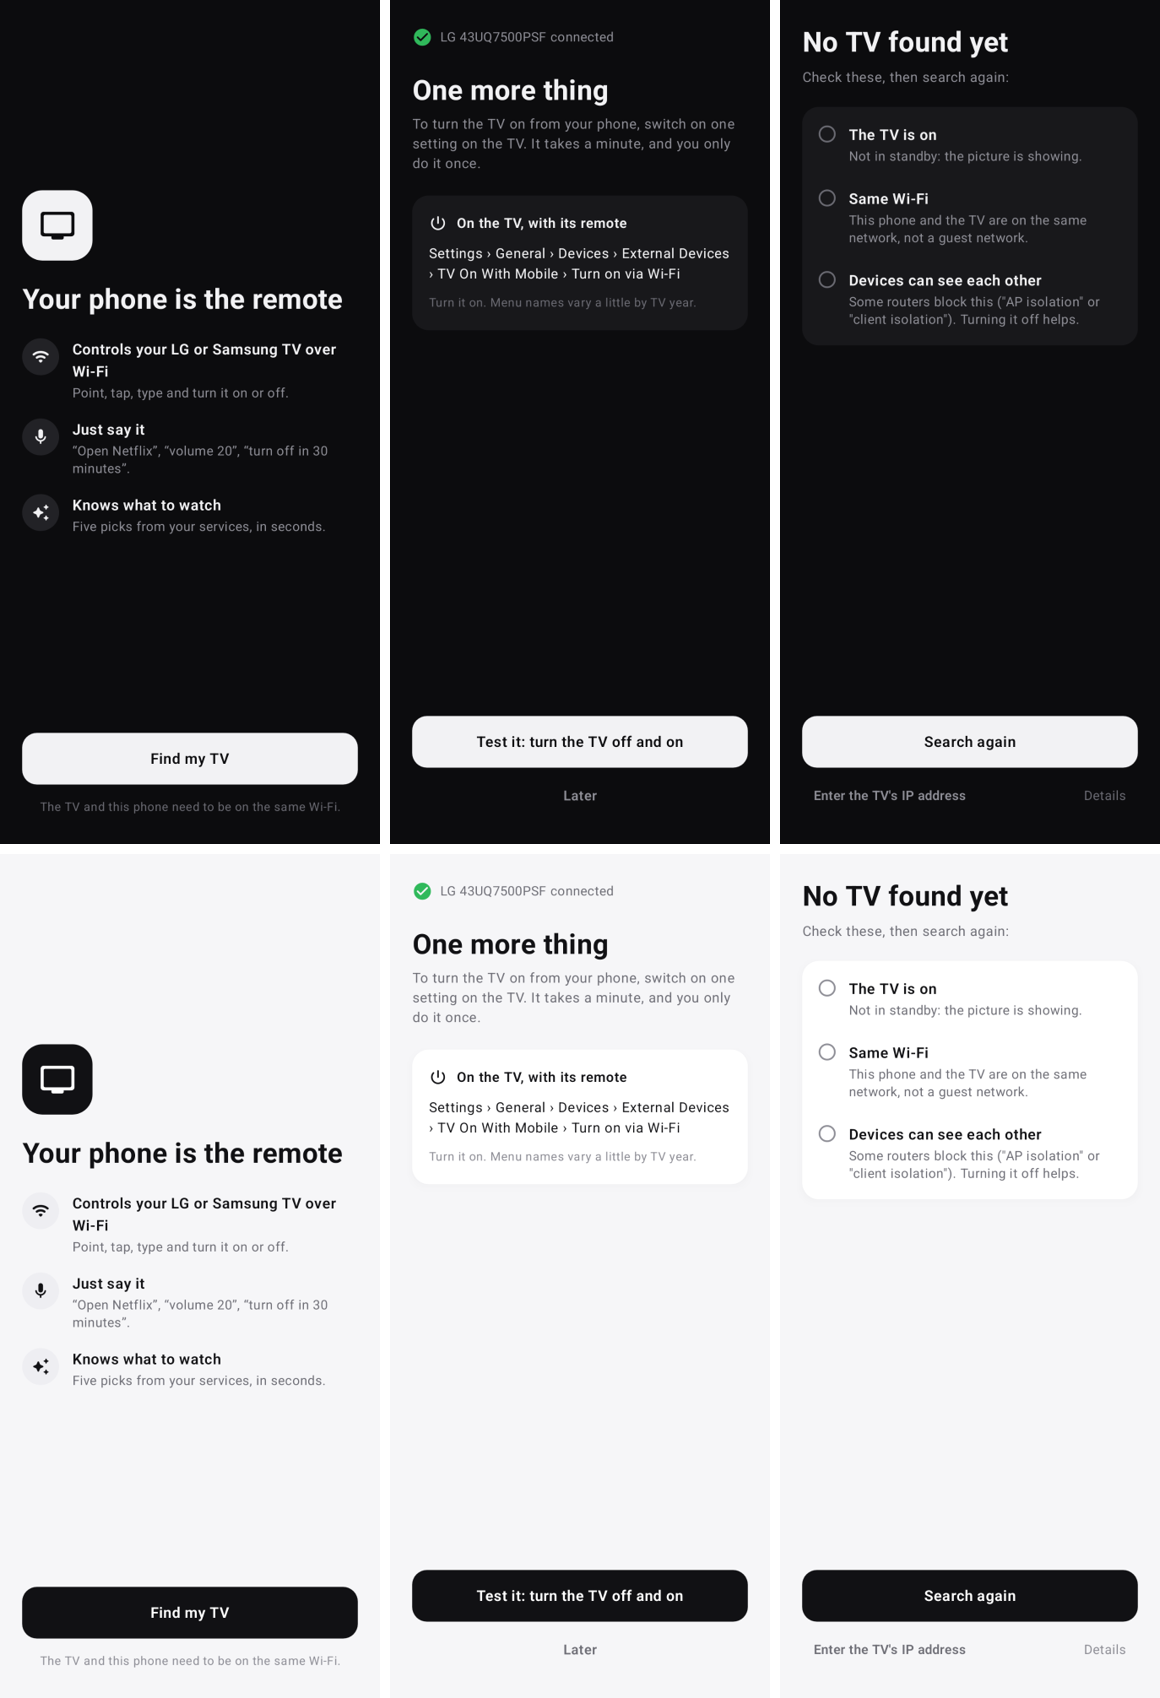 Your phone is the remote
Controls your LG or Samsung TV over
Wi-Fi
Point, tap, type and turn it on or off.
Just say it
“Open Netflix”, “volume 20”, “turn off in 30
minutes”.
Knows what to watch
Five picks from your services, in seconds.
Find my TV
The TV and this phone need to be on the same Wi-Fi.
LG 43UQ7500PSF connected
One more thing
To turn the TV on from your phone, switch on one
setting on the TV. It takes a minute, and you only
do it once.
On the TV, with its remote
Settings › General › Devices › External Devices
› TV On With Mobile › Turn on via Wi-Fi
Turn it on. Menu names vary a little by TV year.
Test it: turn the TV off and on
Later
No TV found yet
Check these, then search again:
The TV is on
Not in standby: the picture is showing.
Same Wi-Fi
This phone and the TV are on the same
network, not a guest network.
Devices can see each other
Some routers block this ("AP isolation" or
"client isolation"). Turning it off helps.
Search again
Enter the TV's IP address
Details
Your phone is the remote
Controls your LG or Samsung TV over
Wi-Fi
Point, tap, type and turn it on or off.
Just say it
“Open Netflix”, “volume 20”, “turn off in 30
minutes”.
Knows what to watch
Five picks from your services, in seconds.
Find my TV
The TV and this phone need to be on the same Wi-Fi.
LG 43UQ7500PSF connected
One more thing
To turn the TV on from your phone, switch on one
setting on the TV. It takes a minute, and you only
do it once.
On the TV, with its remote
Settings › General › Devices › External Devices
› TV On With Mobile › Turn on via Wi-Fi
Turn it on. Menu names vary a little by TV year.
Test it: turn the TV off and on
Later
No TV found yet
Check these, then search again:
The TV is on
Not in standby: the picture is showing.
Same Wi-Fi
This phone and the TV are on the same
network, not a guest network.
Devices can see each other
Some routers block this ("AP isolation" or
"client isolation"). Turning it off helps.
Search again
Enter the TV's IP address
Details